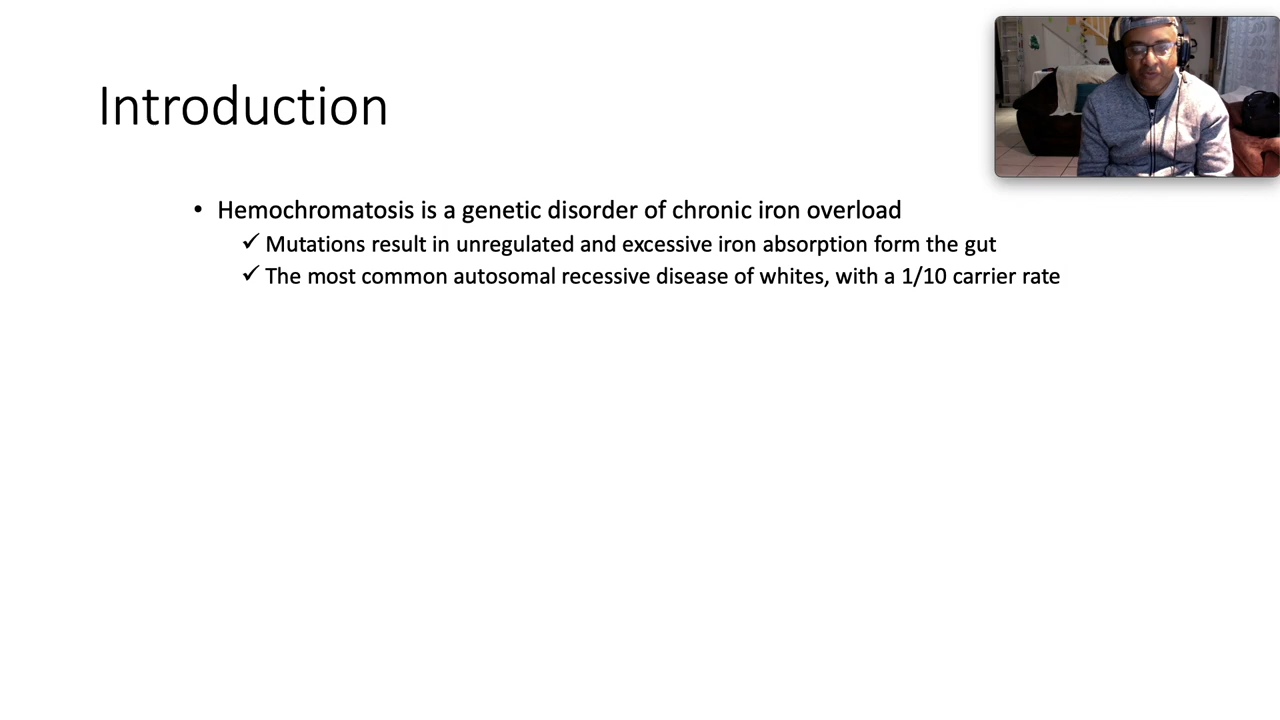 Introduction
• Hemochromatosis is a genetic disorder of chronic iron overload
✓ Mutations result in unregulated and excessive iron absorption form the gut
✓ The most common autosomal recessive disease of whites, with a 1/10 carrier rate